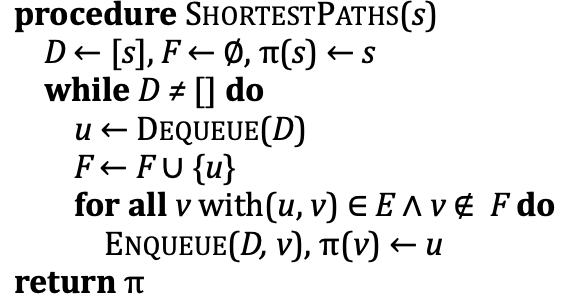 procedure SHORTESTPATHS(s)
D ← [s], F ← ∅, π(s) ← s
while D ≠ [] do
u ← DEQUEUE(D)
F ← F ∪ {u}
for all v with(u, v) ∈ E ∧ v ∉ F do
ENQUEUE(D, v), π(v) ← u
return π